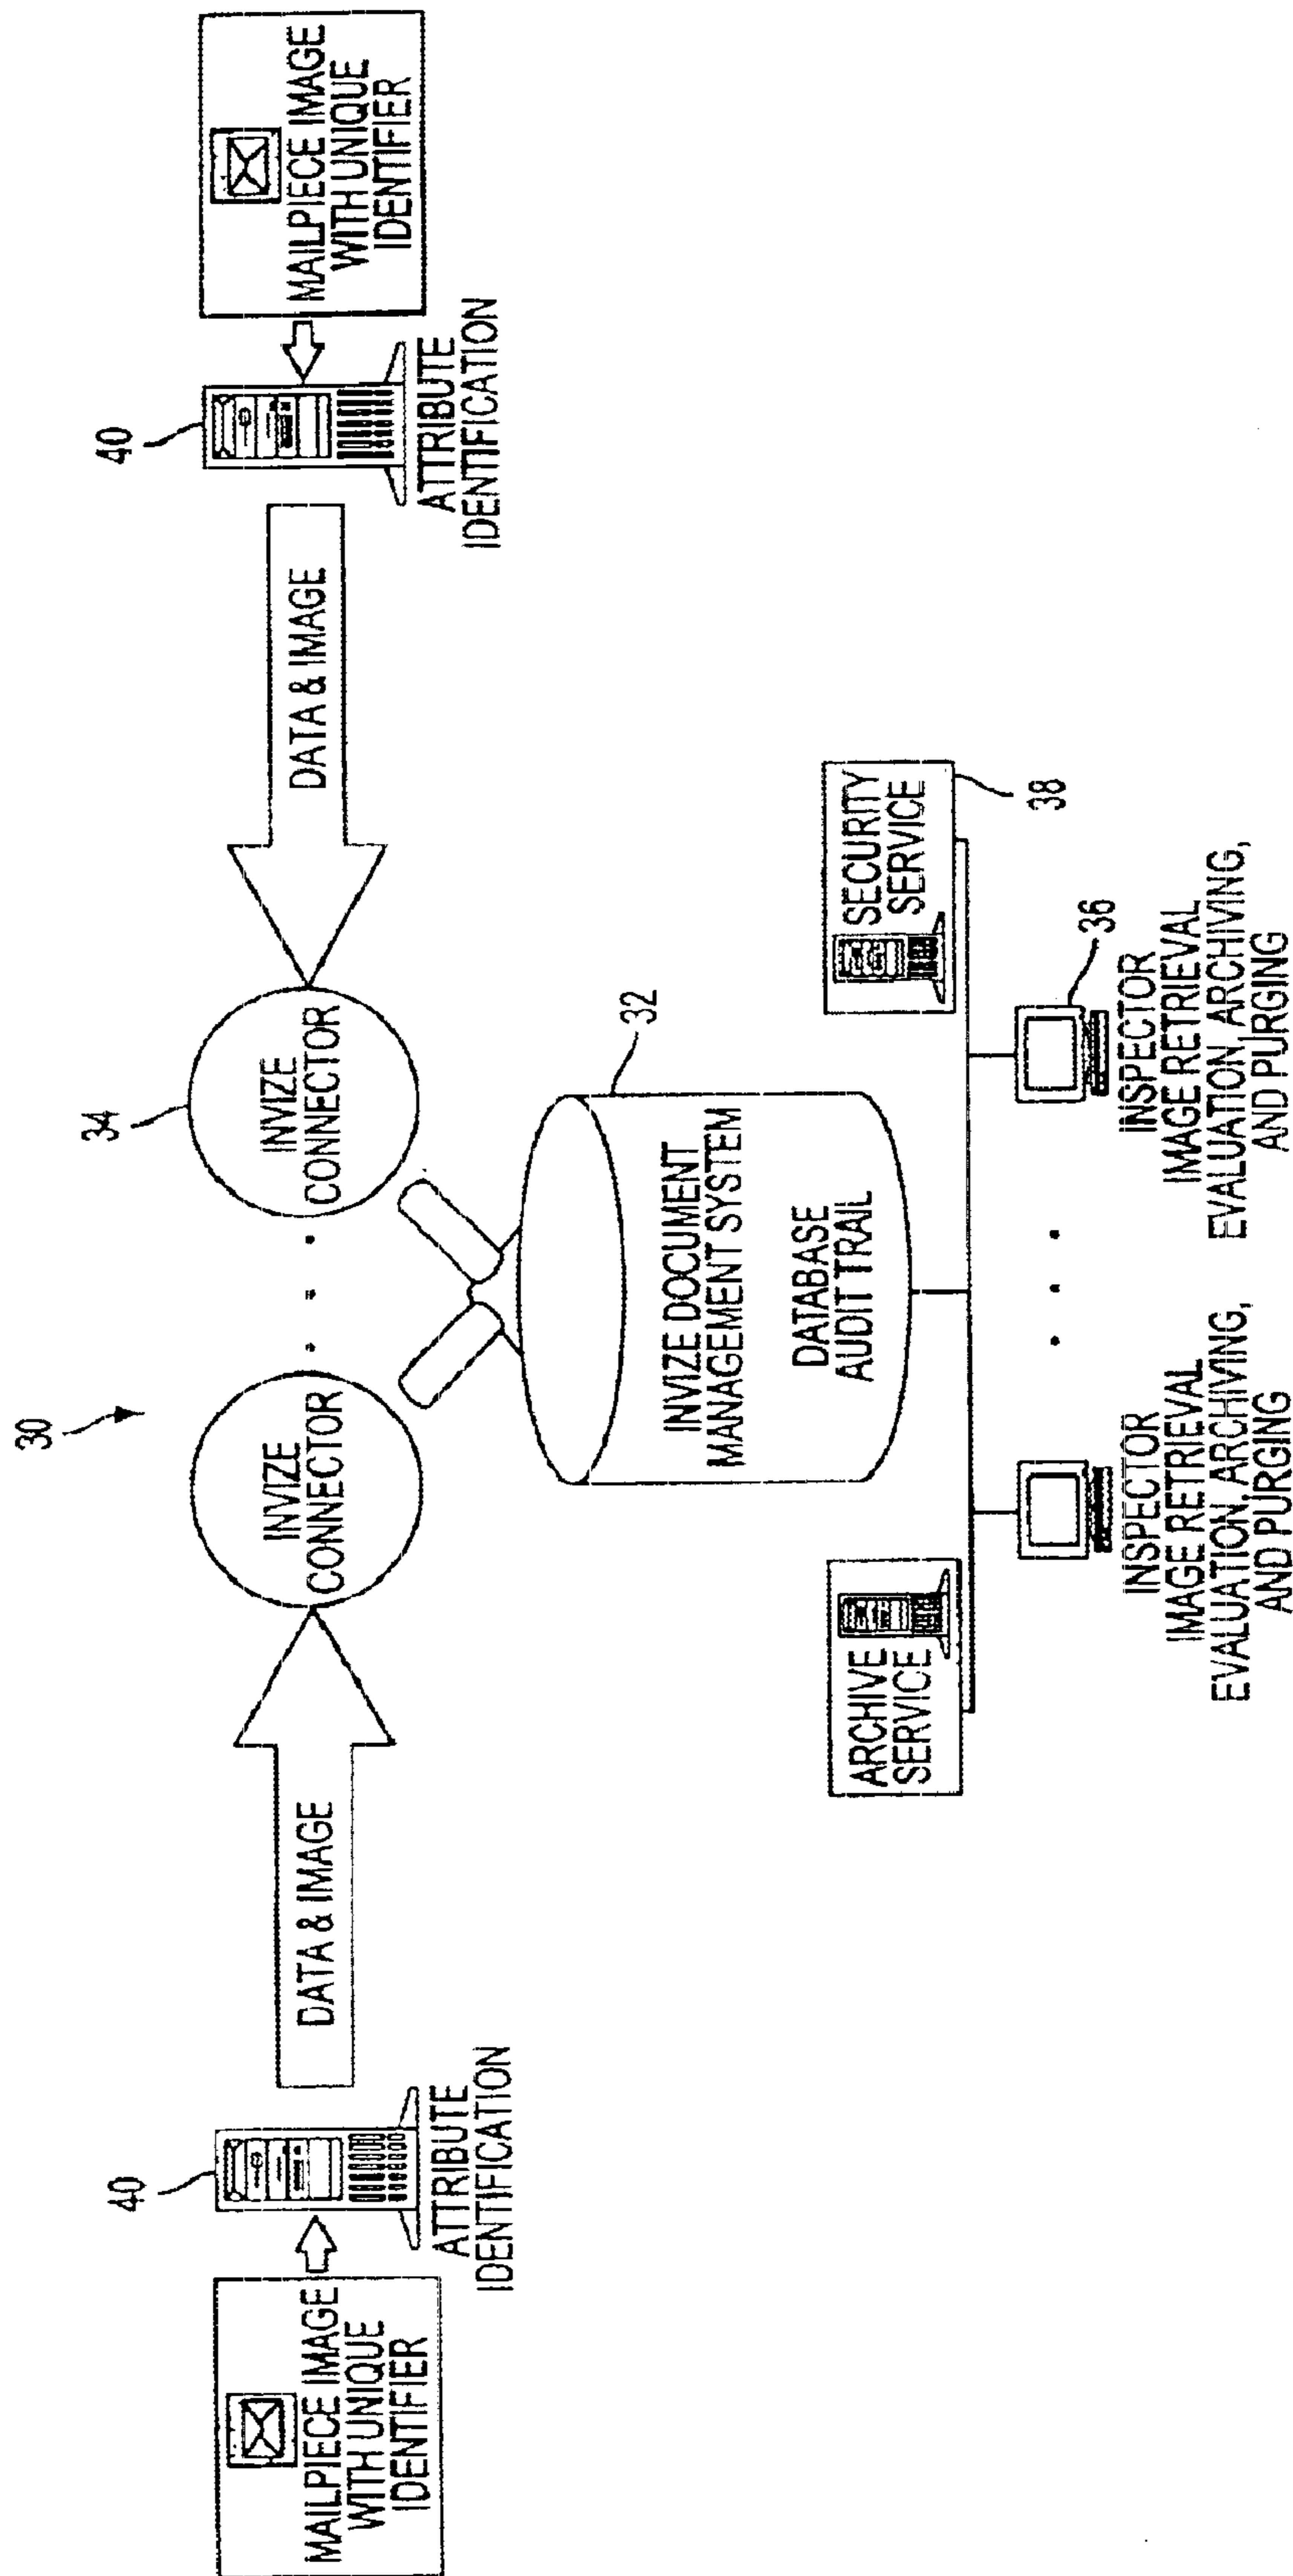 30
40
34
40
MAILPIECE IMAGE
WITH UNIQUE
IDENTIFIER
ATTRIBUTE
IDENTIFICATION
DATA & IMAGE
INVIZE
CONNECTOR
INVIZE
CONNECTOR
DATA & IMAGE
ATTRIBUTE
IDENTIFICATION
MAILPIECE IMAGE
WITH UNIQUE
IDENTIFIER
32
INVIZE DOCUMENT
MANAGEMENT SYSTEM
DATABASE
AUDIT TRAIL
ARCHIVE
SERVICE
SECURITY
SERVICE
38
36
INSPECTOR
IMAGE RETRIEVAL
EVALUATION, ARCHIVING,
AND PURGING
INSPECTOR
IMAGE RETRIEVAL
EVALUATION, ARCHIVING,
AND PURGING